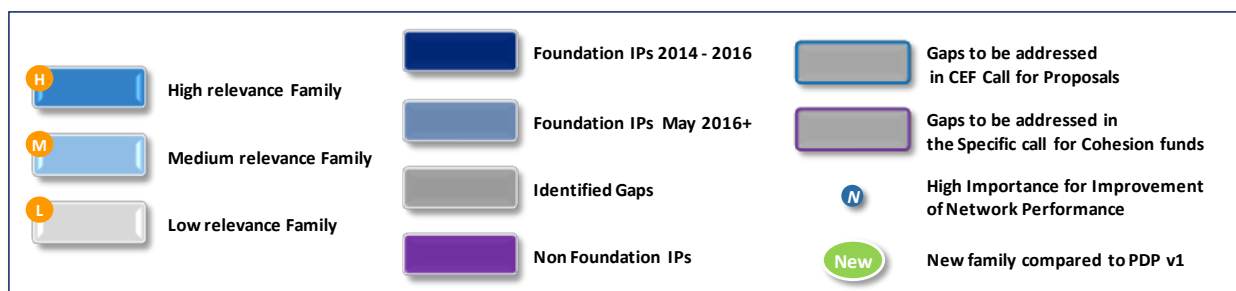 H
High relevance Family
M
Medium relevance Family
L
Low relevance Family
Foundation IPs 2014 - 2016
Foundation IPs May 2016+
Identified Gaps
Non Foundation IPs
Gaps to be addressed
in CEF Call for Proposals
Gaps to be addressed in
the Specific call for Cohesion funds
N
High Importance for Improvement
of Network Performance
New
New family compared to PDP v1